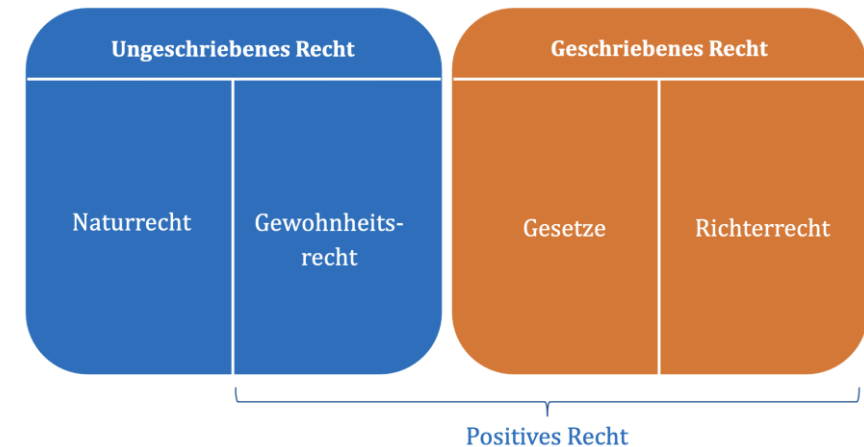 Ungeschriebenes Recht
Geschriebenes Recht
Naturrecht
Gewohnheits-
recht
Gesetze
Richterrecht
Positives Recht